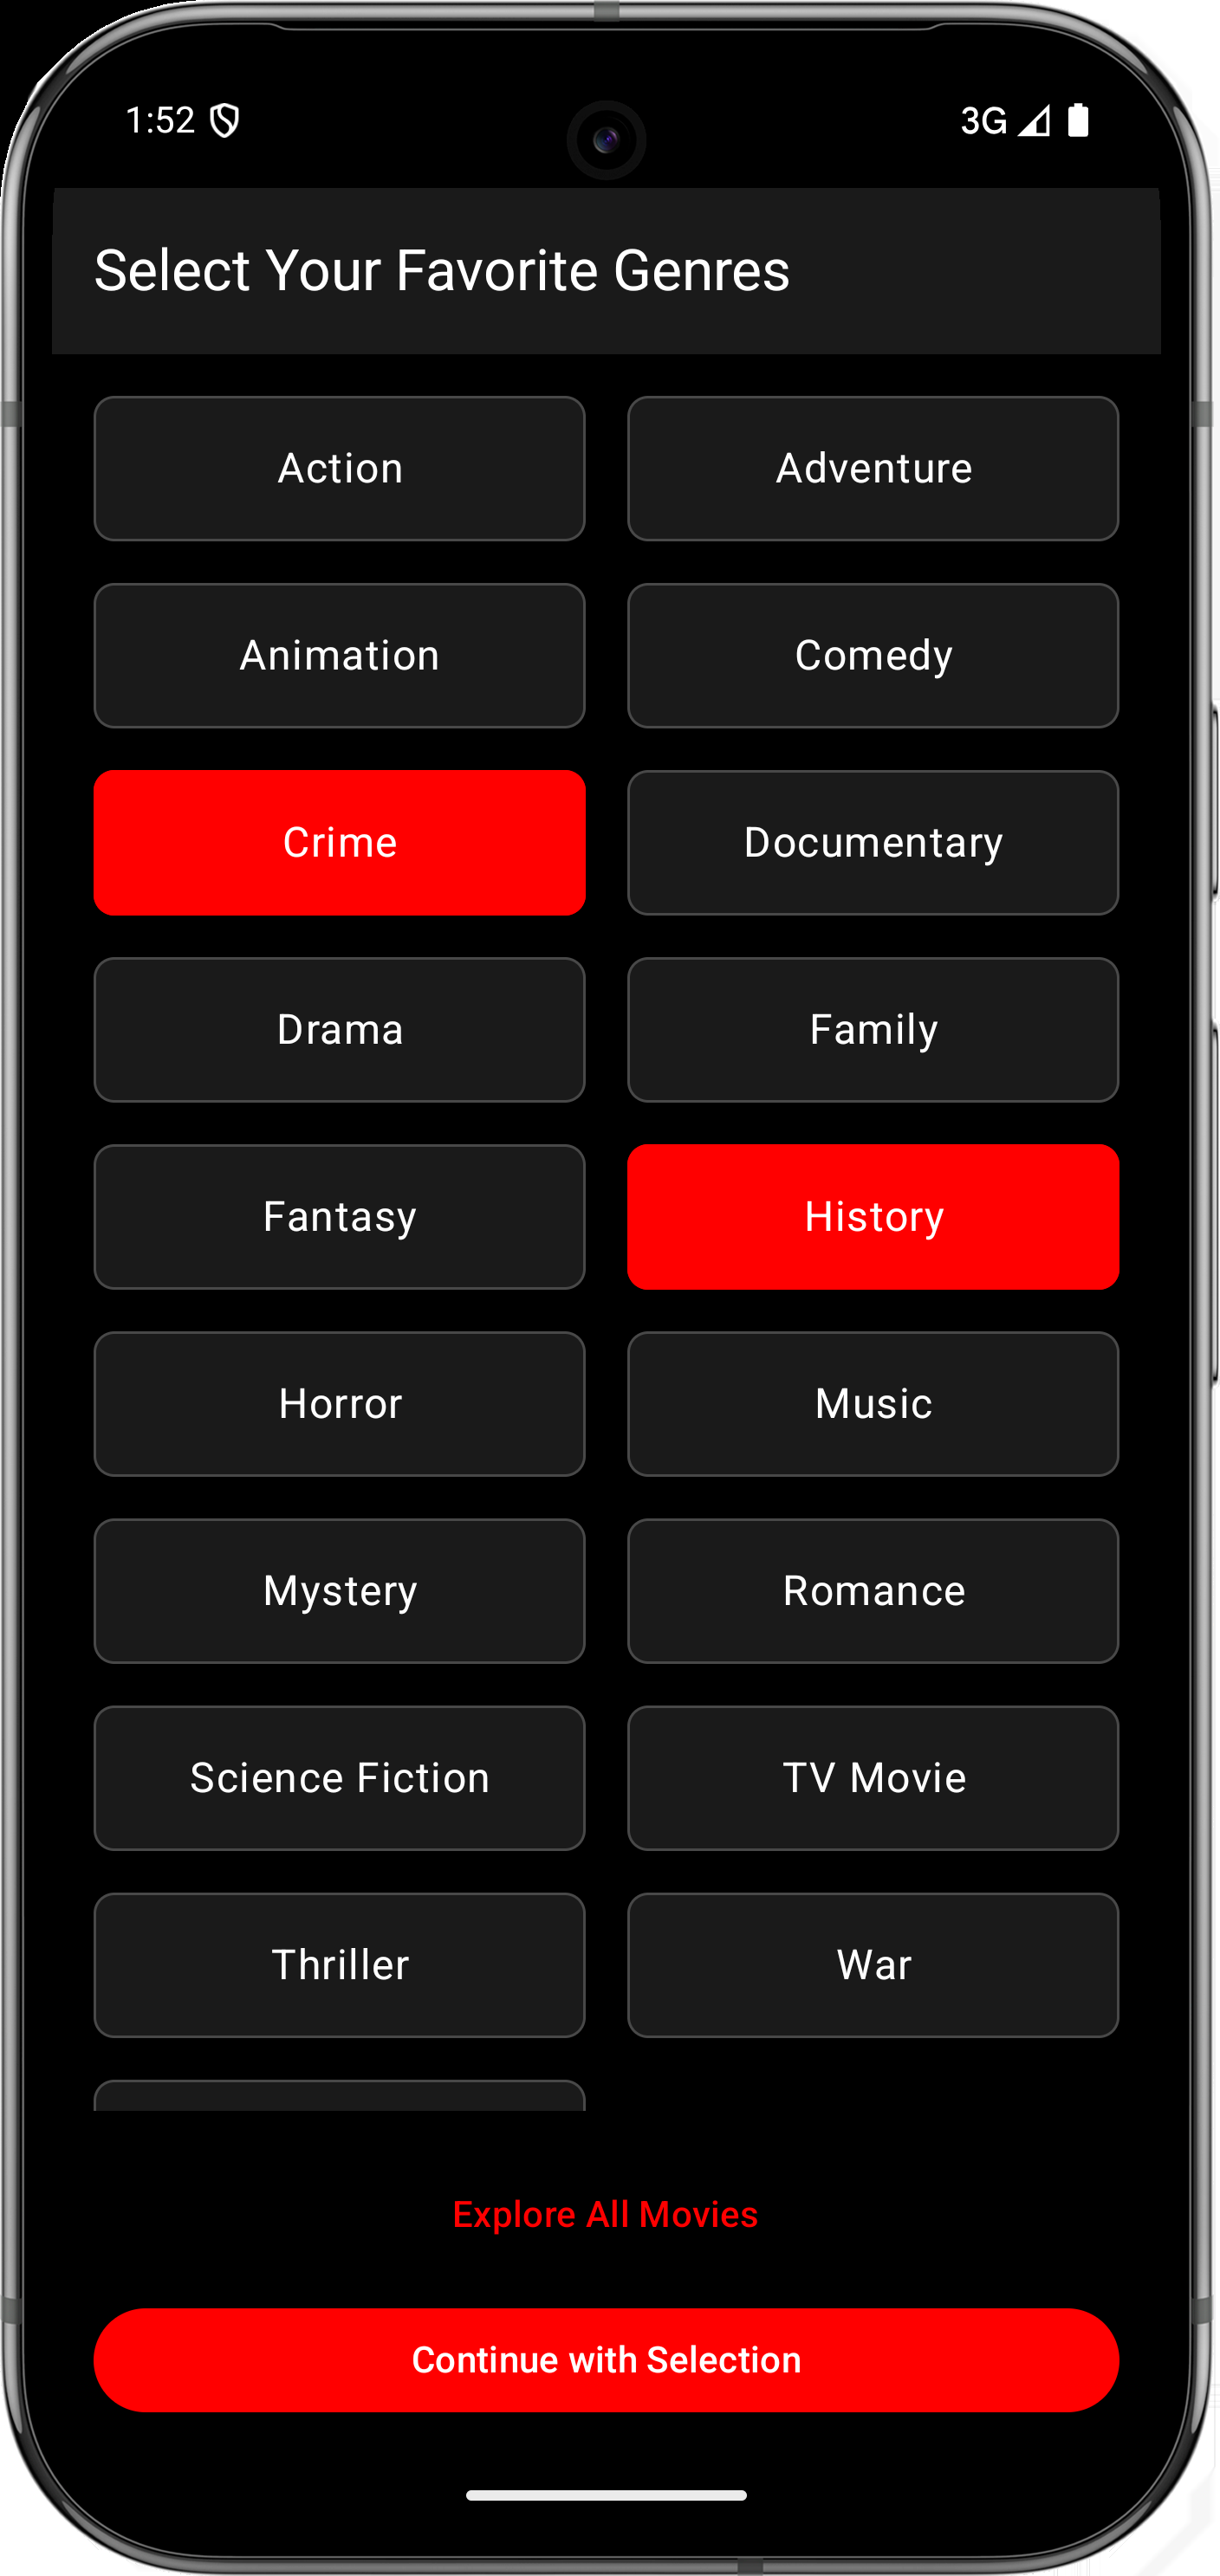 1:52 3G
Select Your Favorite Genres
Action Adventure
Animation Comedy
Crime Documentary
Drama Family
Fantasy History
Horror Music
Mystery Romance
Science Fiction TV Movie
Thriller War
Explore All Movies
Continue with Selection